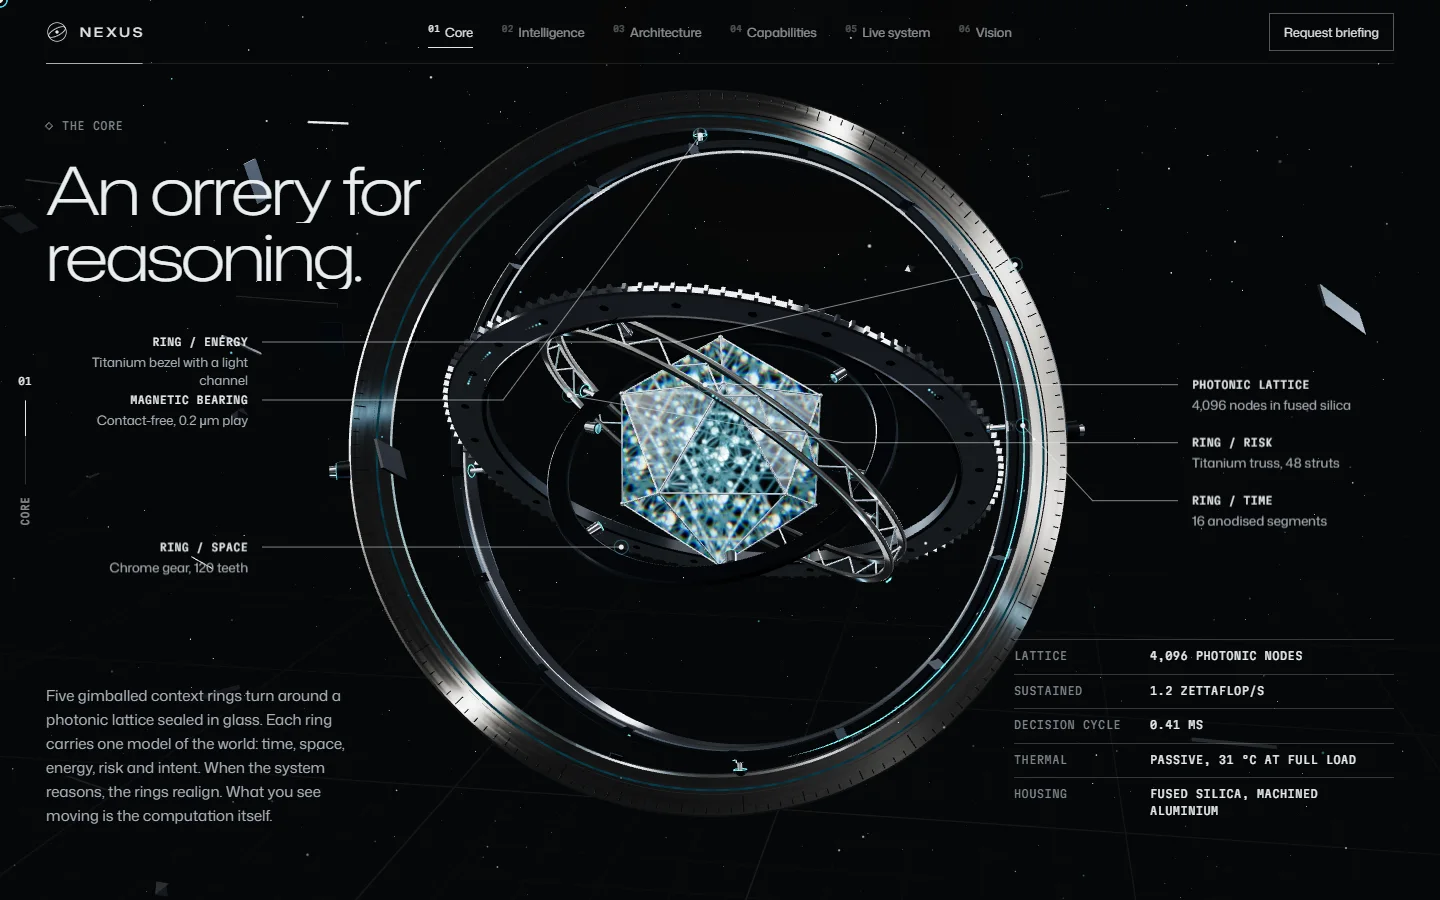 NEXUS
01 Core
02 Intelligence
03 Architecture
04 Capabilities
05 Live system
06 Vision
Request briefing
THE CORE
An orrery for
reasoning.
RING / ENERGY
Titanium bezel with a light
channel
MAGNETIC BEARING
Contact-free, 0.2 μm play
01
CORE
RING / SPACE
Chrome gear, 120 teeth
PHOTONIC LATTICE
4,096 nodes in fused silica
RING / RISK
Titanium truss, 48 struts
RING / TIME
16 anodised segments
Five gimballed context rings turn around a
photonic lattice sealed in glass. Each ring
carries one model of the world: time, space,
energy, risk and intent. When the system
reasons, the rings realign. What you see
moving is the computation itself.
LATTICE 4,096 PHOTONIC NODES
SUSTAINED 1.2 ZETTAFLOP/S
DECISION CYCLE 0.41 MS
THERMAL PASSIVE, 31 °C AT FULL LOAD
HOUSING FUSED SILICA, MACHINED
ALUMINIUM